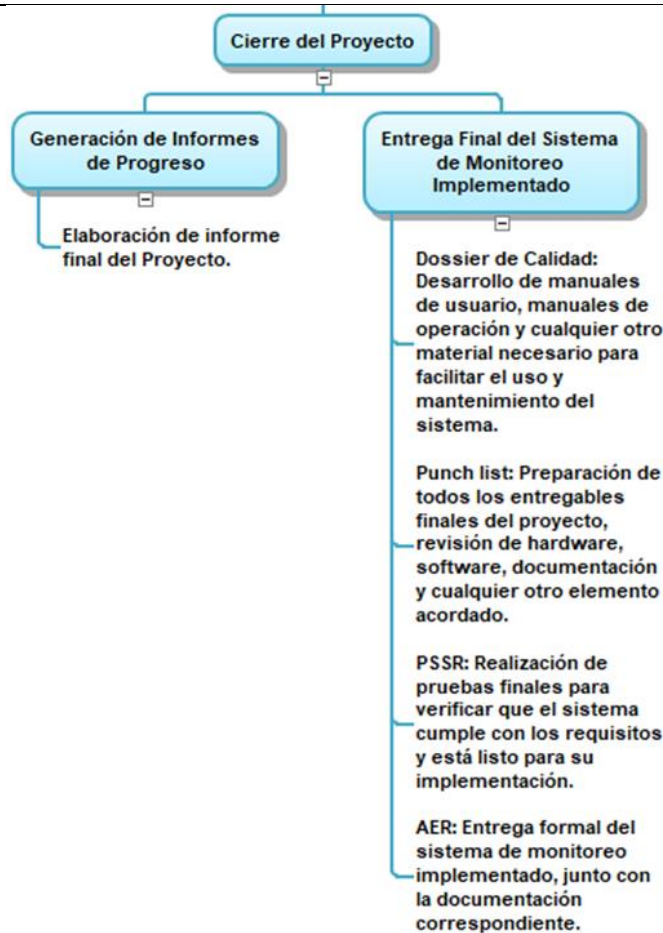 Cierre del Proyecto
Generación de Informes
de Progreso
Elaboración de informe
final del Proyecto.
Entrega Final del Sistema
de Monitoreo
Implementado
Dossier de Calidad:
Desarrollo de manuales
de usuario, manuales de
operación y cualquier otro
material necesario para
facilitar el uso y
mantenimiento del
sistema.
Punch list: Preparación de
todos los entregables
finales del proyecto,
revisión de hardware,
software, documentación
y cualquier otro elemento
acordado.
PSSR: Realización de
pruebas finales para
verificar que el sistema
cumple con los requisitos
y está listo para su
implementación.
AER: Entrega formal del
sistema de monitoreo
implementado, junto con
la documentación
correspondiente.